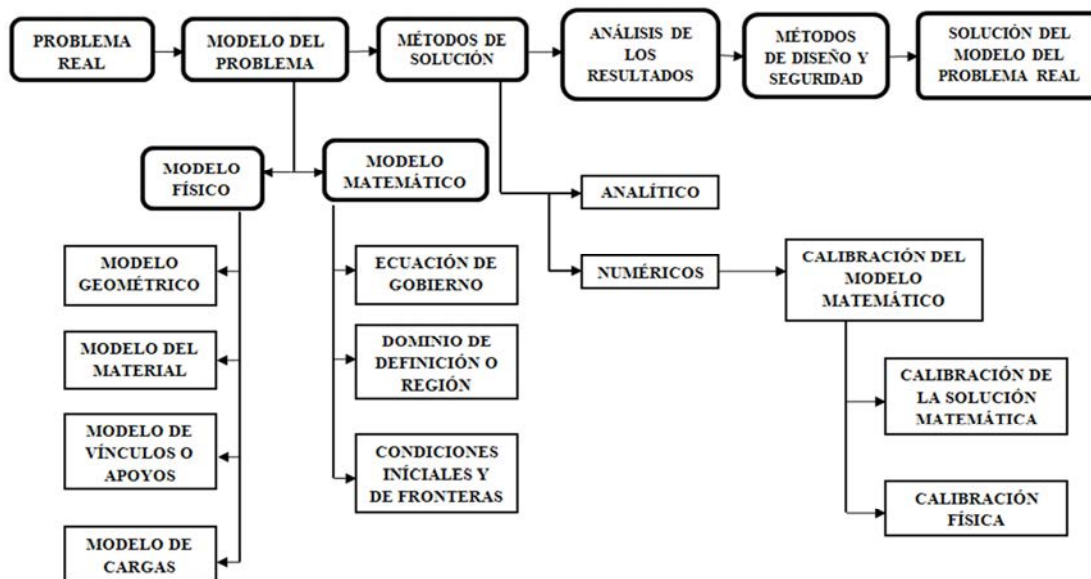 PROBLEMA
REAL
MODELO DEL
PROBLEMA
MÉTODOS DE
SOLUCIÓN
ANÁLISIS DE
LOS
RESULTADOS
MÉTODOS
DE DISEÑO Y
SEGURIDAD
SOLUCIÓN DEL
MODELO DEL
PROBLEMA REAL
MODELO
FÍSICO
MODELO
MATEMÁTICO
ANALÍTICO
NUMÉRICOS
MODELO
GEOMÉTRICO
MODELO DEL
MATERIAL
MODELO DE
VÍNCULOS O
APOYOS
MODELO DE
CARGAS
ECUACIÓN DE
GOBIERNO
DOMINIO DE
DEFINICIÓN O
REGIÓN
CONDICIONES
INÍCIALES Y
DE FRONTERAS
CALIBRACIÓN DEL
MODELO
MATEMÁTICO
CALIBRACIÓN DE
LA SOLUCIÓN
MATEMÁTICA
CALIBRACIÓN
FÍSICA